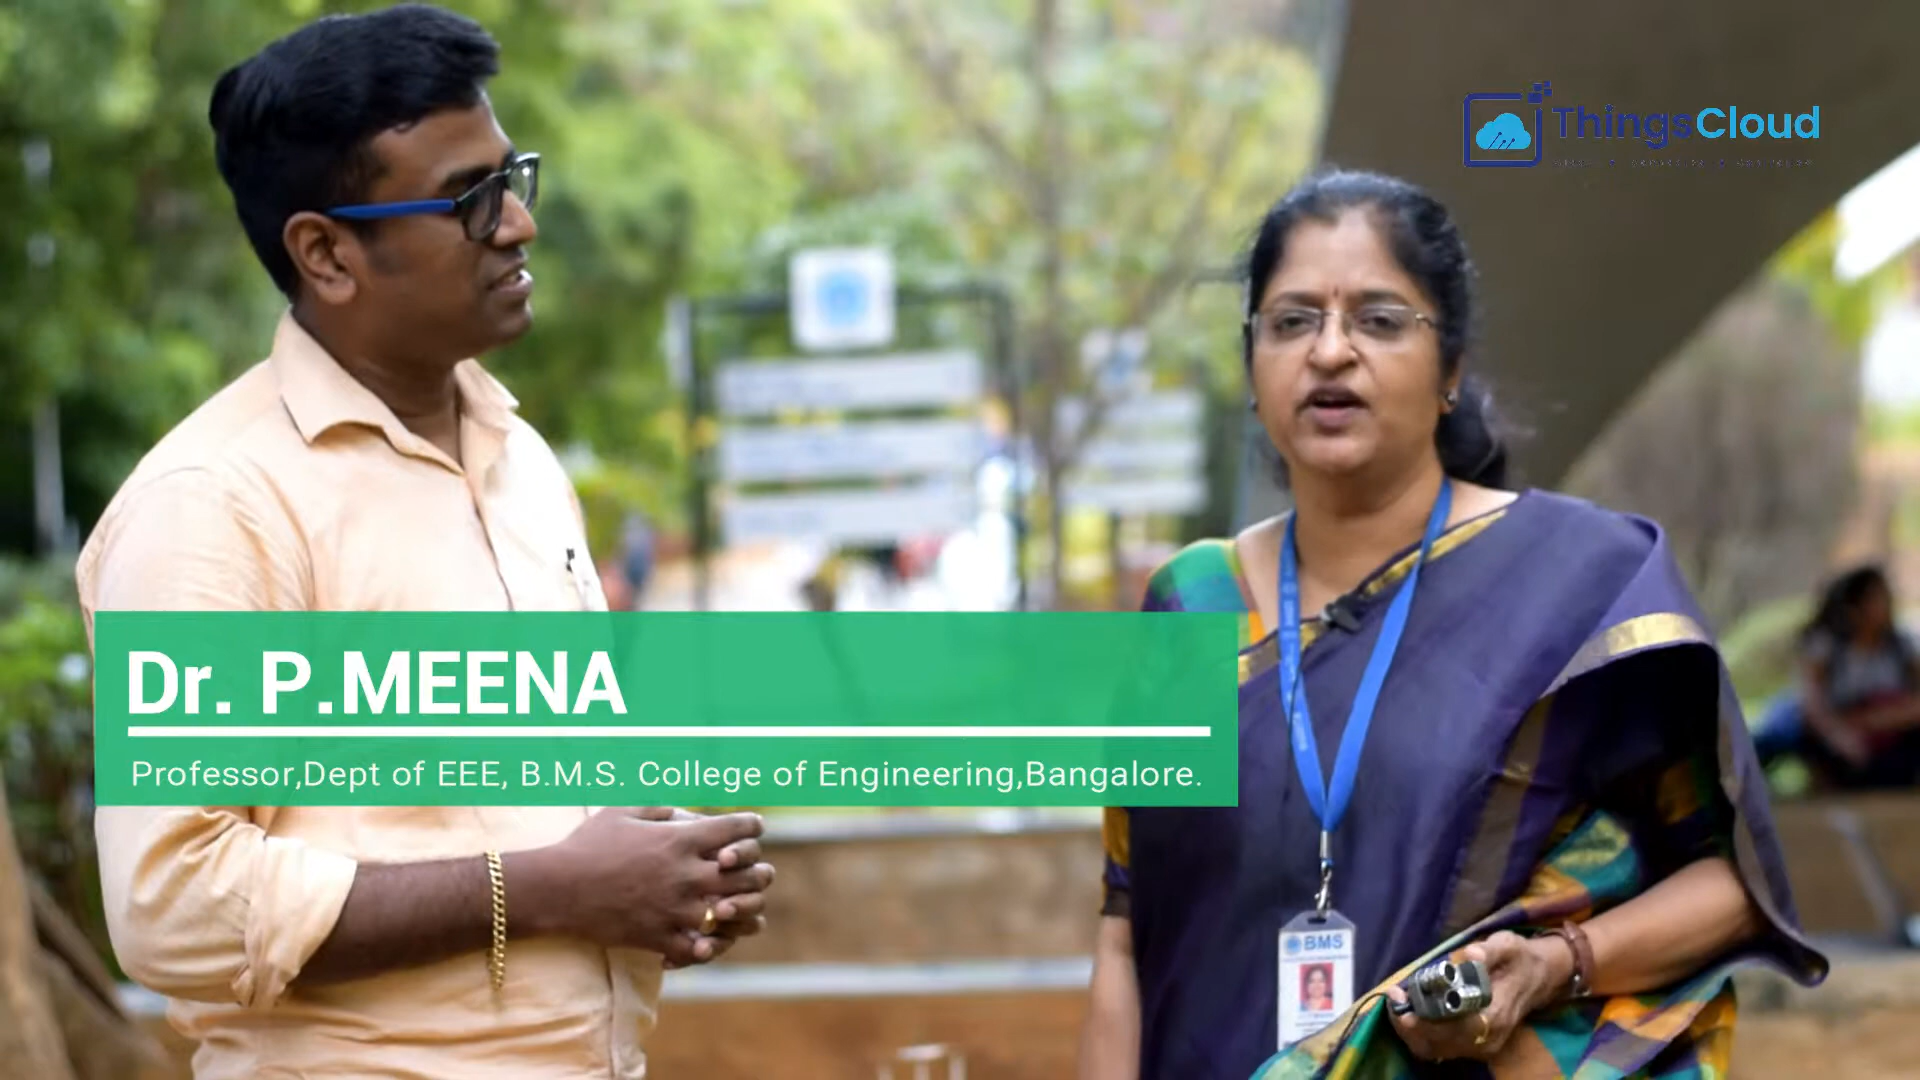 ThingsCloud
Dr. P.MEENA
Professor,Dept of EEE, B.M.S. College of Engineering,Bangalore.
BMS